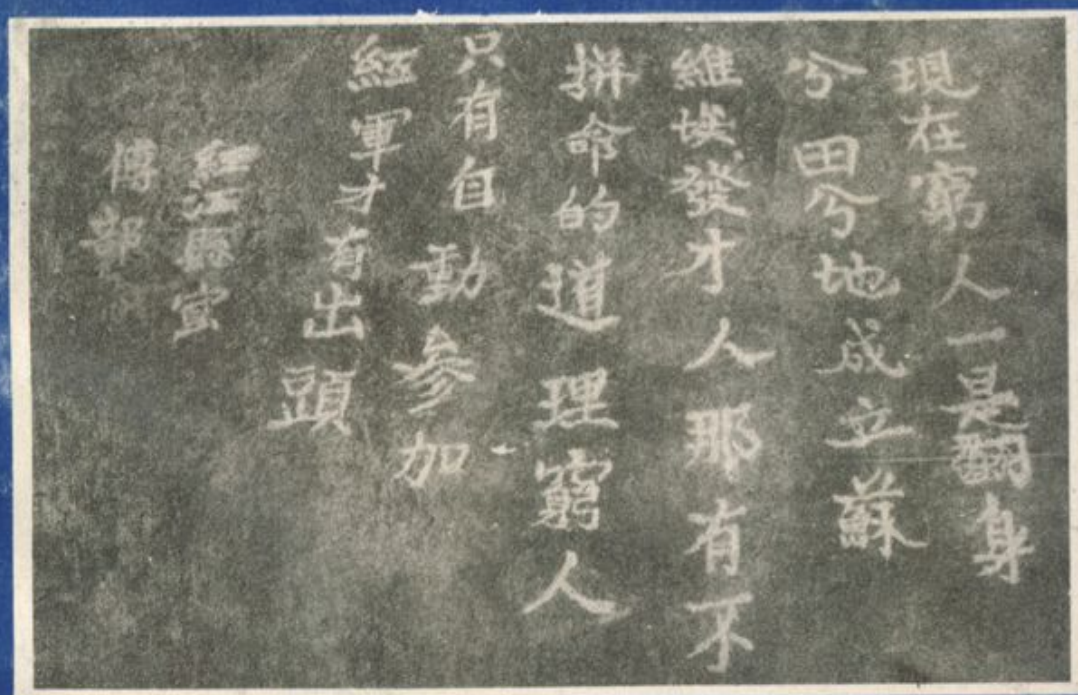 現在窮人一是翻身
分田分地成立蘇
維埃發才人那有不
拼命的道理窮人
只有自動參加
紅軍才有出頭
紅江縣宣
傳部